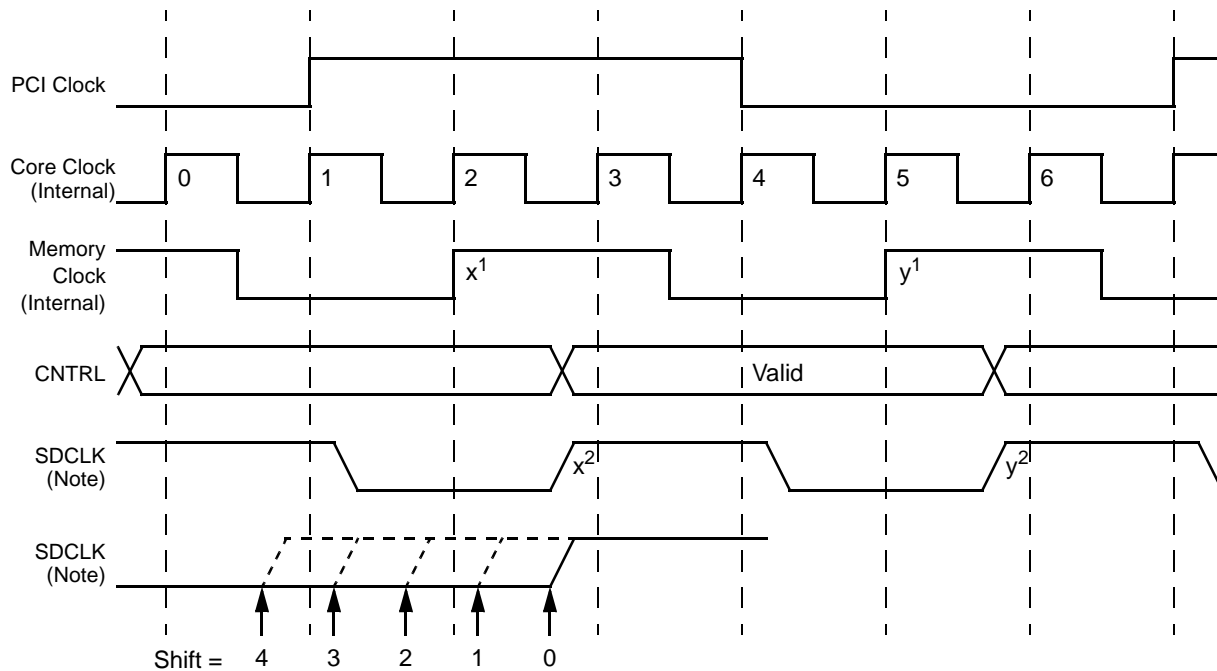 PCI Clock
Core Clock
(Internal)
0 1 2 3 4 5 6
Memory
Clock
(Internal)
x¹ y¹
CNTRL
Valid
SDCLK
(Note)
x² y²
SDCLK
(Note)
Shift = 4 3 2 1 0